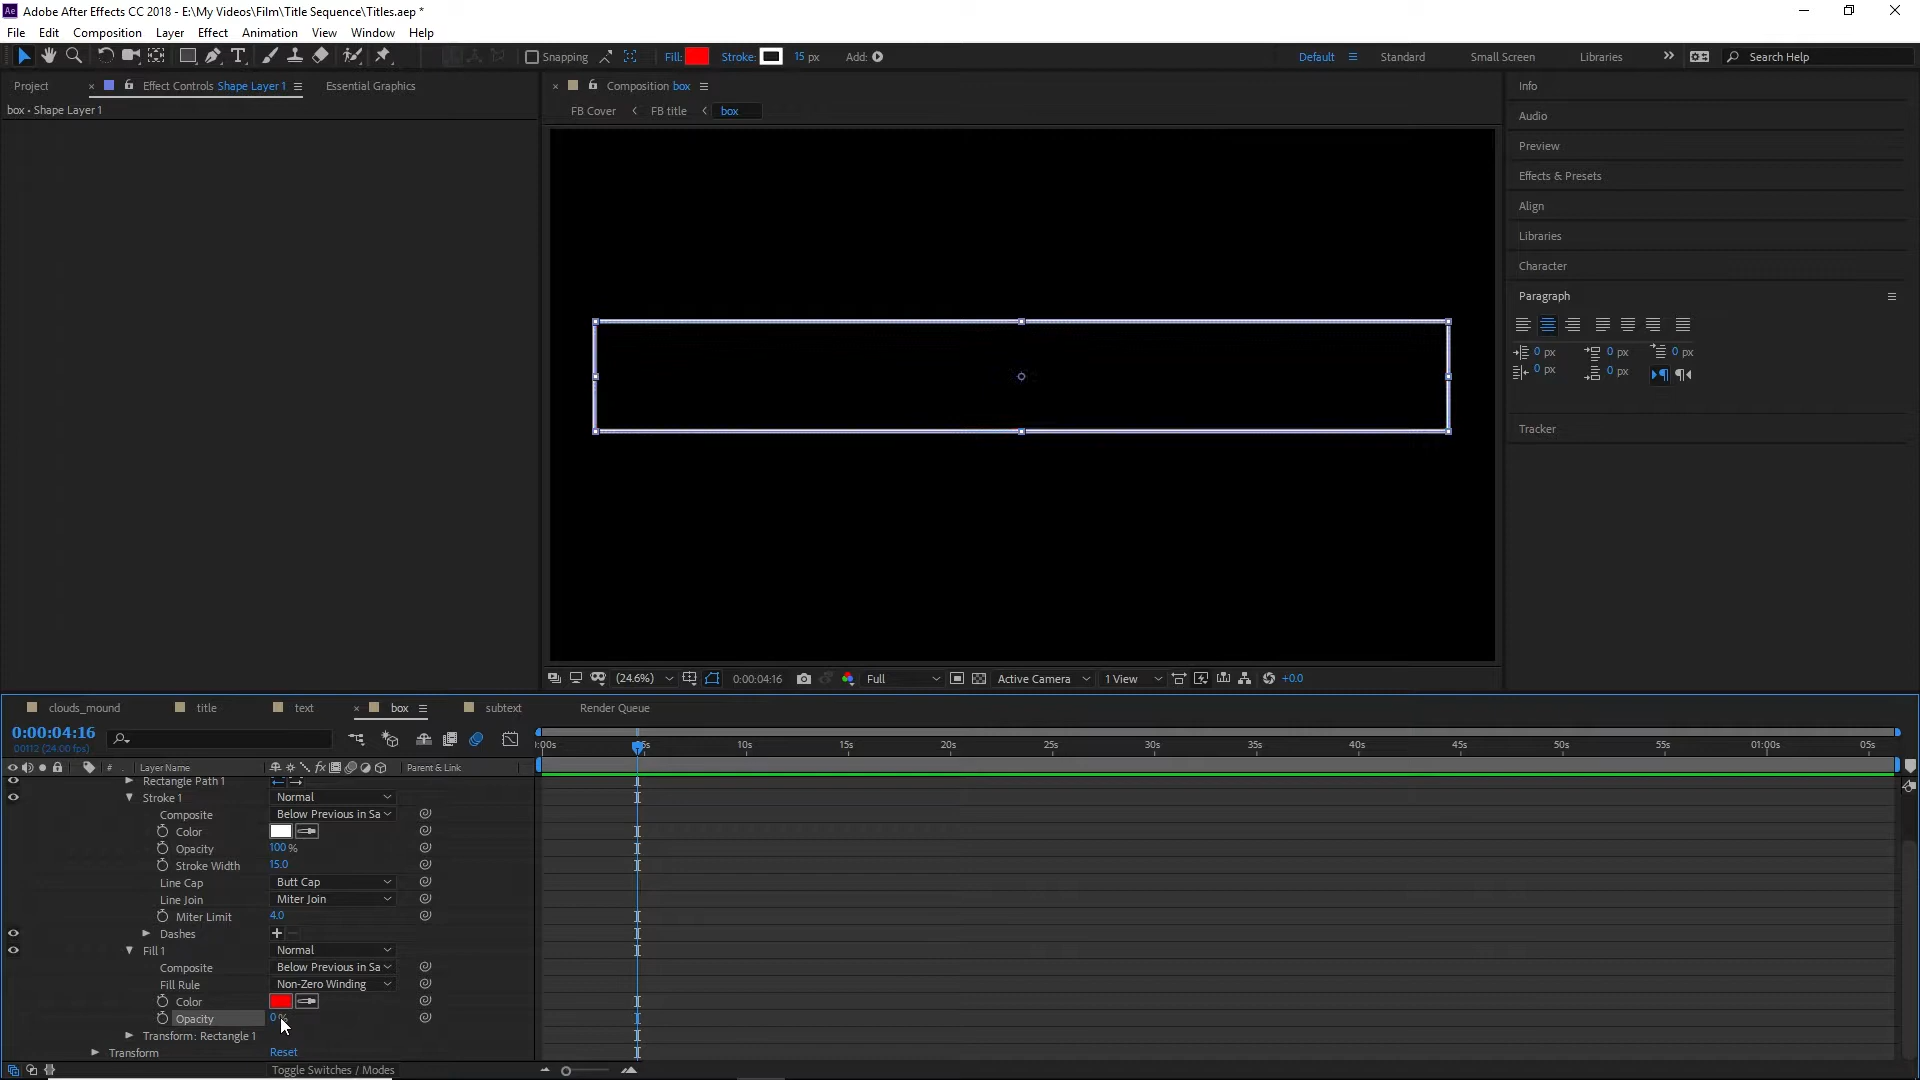 Ae Adobe After Effects CC 2018 - E:\My Videos\Film\Title Sequence\Titles.aep *
File Edit Composition Layer Effect Animation View Window Help
Snapping Fill: Stroke: 15 px Add: Default Standard Small Screen Libraries Search Help
Project Effect Controls Shape Layer 1 Essential Graphics
box • Shape Layer 1
Composition box
FB Cover FB title box
Info
Audio
Preview
Effects & Presets
Align
Libraries
Character
Paragraph
0 px 0 px 0 px
0 px 0 px
Tracker
(24.6%) 0:00:04:16 Full Active Camera 1 View +0.0
clouds_mound title text box subtext Render Queue
0:00:04:16
00112 (24.00 fps)
:00s 5s 10s 15s 20s 25s 30s 35s 40s 45s 50s 55s 01:00s 05s
# Layer Name fx Parent & Link
Rectangle Path 1
Stroke 1 Normal
Composite Below Previous in Sa
Color
Opacity 100 %
Stroke Width 15.0
Line Cap Butt Cap
Line Join Miter Join
Miter Limit 4.0
Dashes + −
Fill 1 Normal
Composite Below Previous in Sa
Fill Rule Non-Zero Winding
Color
Opacity 0 %
Transform: Rectangle 1
Transform Reset
Toggle Switches / Modes